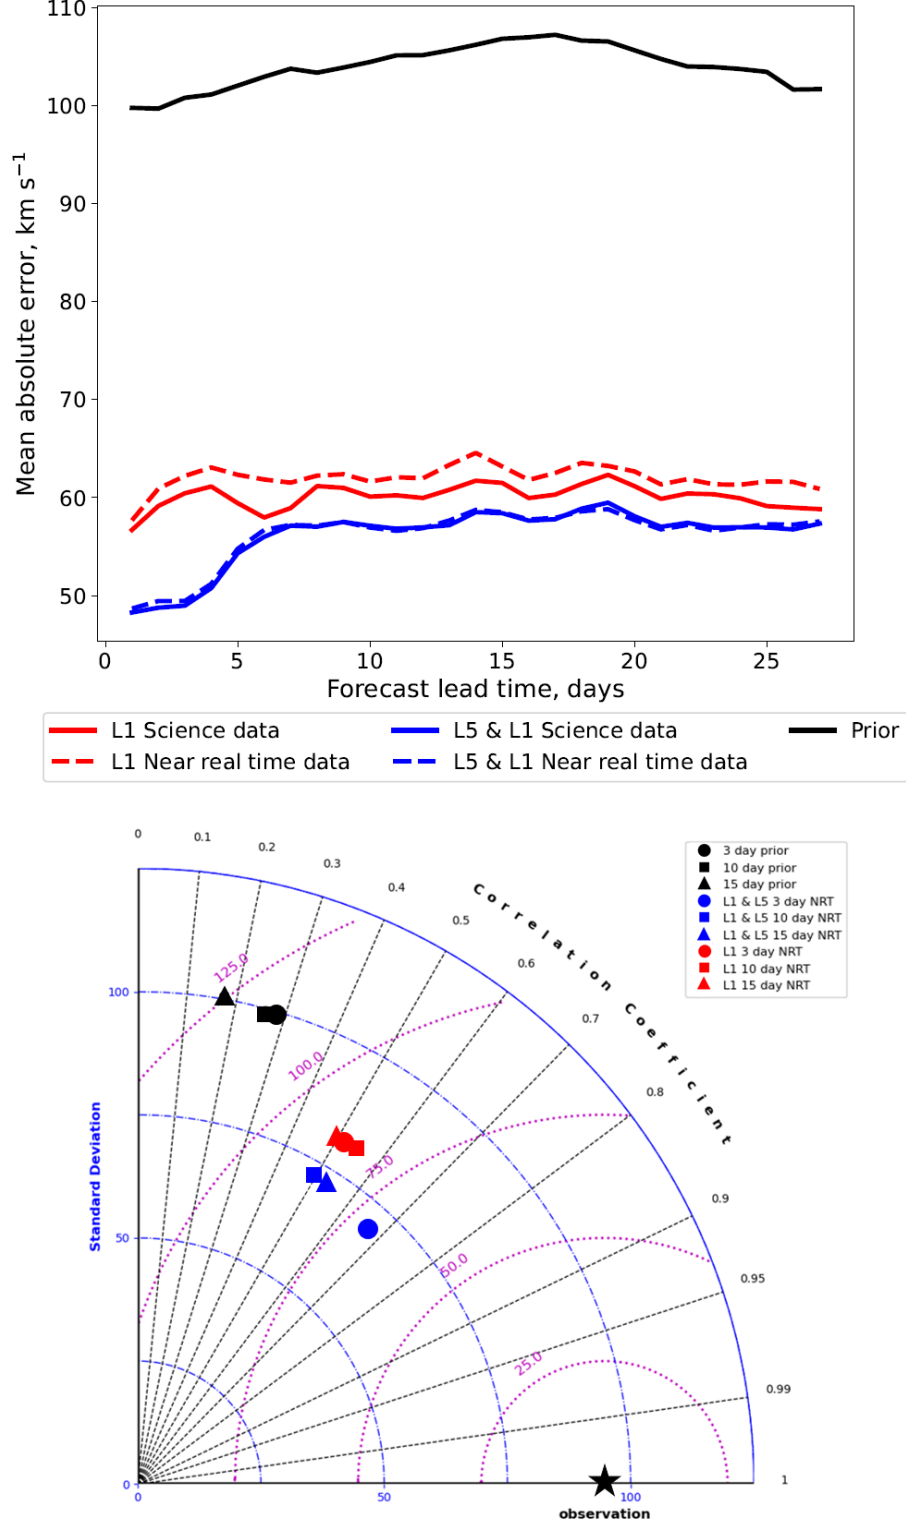 110
100
90
80
70
60
50
Mean absolute error, km s⁻¹
0 5 10 15 20 25
Forecast lead time, days
L1 Science data L5 & L1 Science data Prior
L1 Near real time data L5 & L1 Near real time data
0 0.1 0.2 0.3 0.4 0.5 0.6 0.7 0.8 0.9 0.95 0.99 1
Correlation Coefficient
3 day prior
10 day prior
15 day prior
L1 & L5 3 day NRT
L1 & L5 10 day NRT
L1 & L5 15 day NRT
L1 3 day NRT
L1 10 day NRT
L1 15 day NRT
125.0
100.0
75.0
50.0
25.0
100
50
0
Standard Deviation
0 50 100
observation